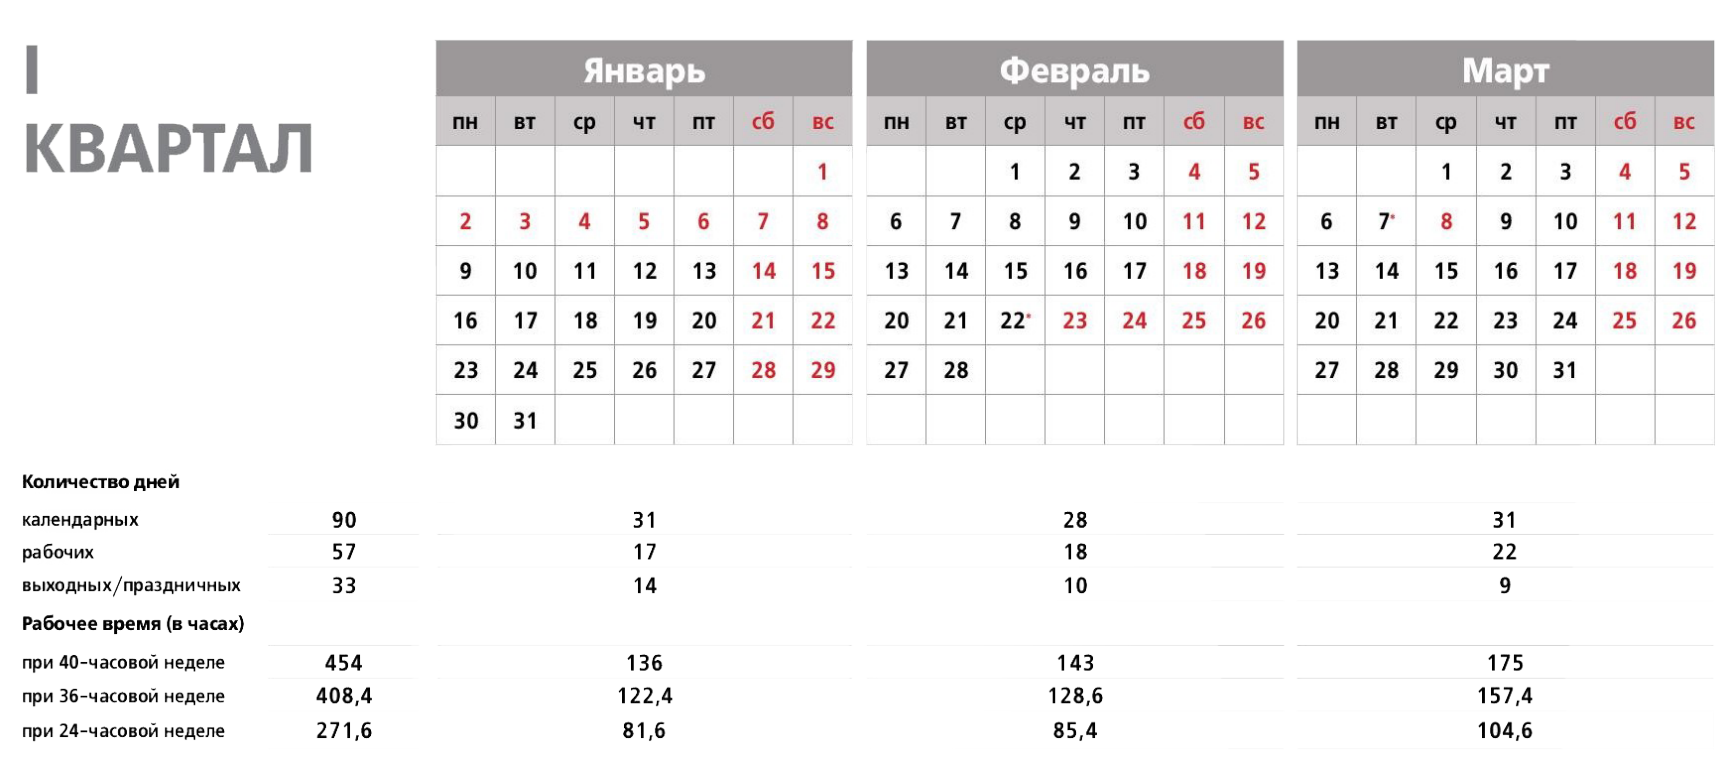 I
КВАРТАЛ
Январь Февраль Март
пн вт ср чт пт сб вс пн вт ср чт пт сб вс пн вт ср чт пт сб вс
1 1 2 3 4 5 1 2 3 4 5
2 3 4 5 6 7 8 6 7 8 9 10 11 12 6 7* 8 9 10 11 12
9 10 11 12 13 14 15 13 14 15 16 17 18 19 13 14 15 16 17 18 19
16 17 18 19 20 21 22 20 21 22* 23 24 25 26 20 21 22 23 24 25 26
23 24 25 26 27 28 29 27 28 27 28 29 30 31
30 31
Количество дней
календарных 90 31 28 31
рабочих 57 17 18 22
выходных/праздничных 33 14 10 9
Рабочее время (в часах)
при 40-часовой неделе 454 136 143 175
при 36-часовой неделе 408,4 122,4 128,6 157,4
при 24-часовой неделе 271,6 81,6 85,4 104,6